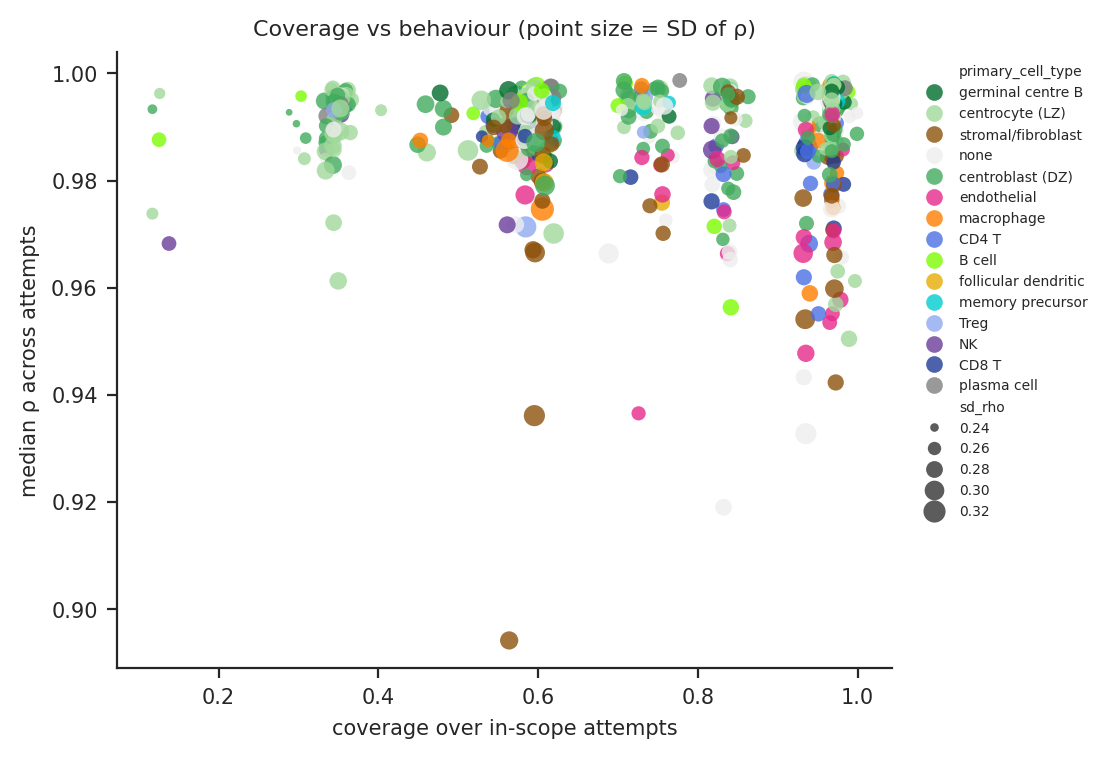 Coverage vs behaviour (point size = SD of ρ)
1.00
0.98
0.96
0.94
0.92
0.90
median ρ across attempts
0.2
0.4
0.6
0.8
1.0
coverage over in-scope attempts
primary_cell_type
germinal centre B
centrocyte (LZ)
stromal/fibroblast
none
centroblast (DZ)
endothelial
macrophage
CD4 T
B cell
follicular dendritic
memory precursor
Treg
NK
CD8 T
plasma cell
sd_rho
0.24
0.26
0.28
0.30
0.32